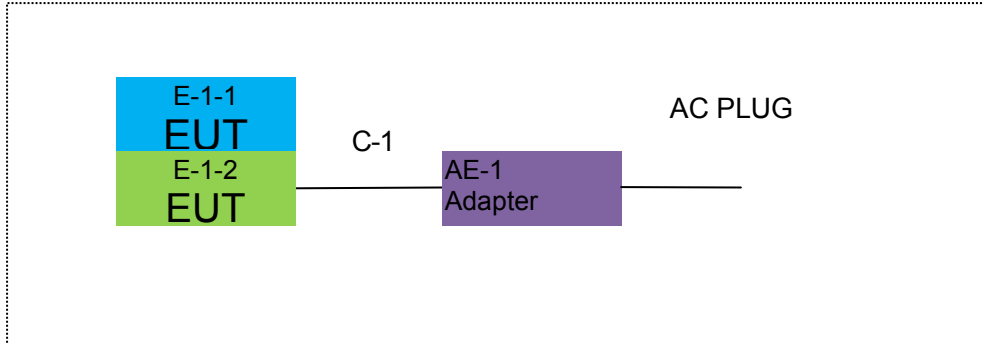 E-1-1
EUT
E-1-2
EUT
C-1
AE-1
Adapter
AC PLUG